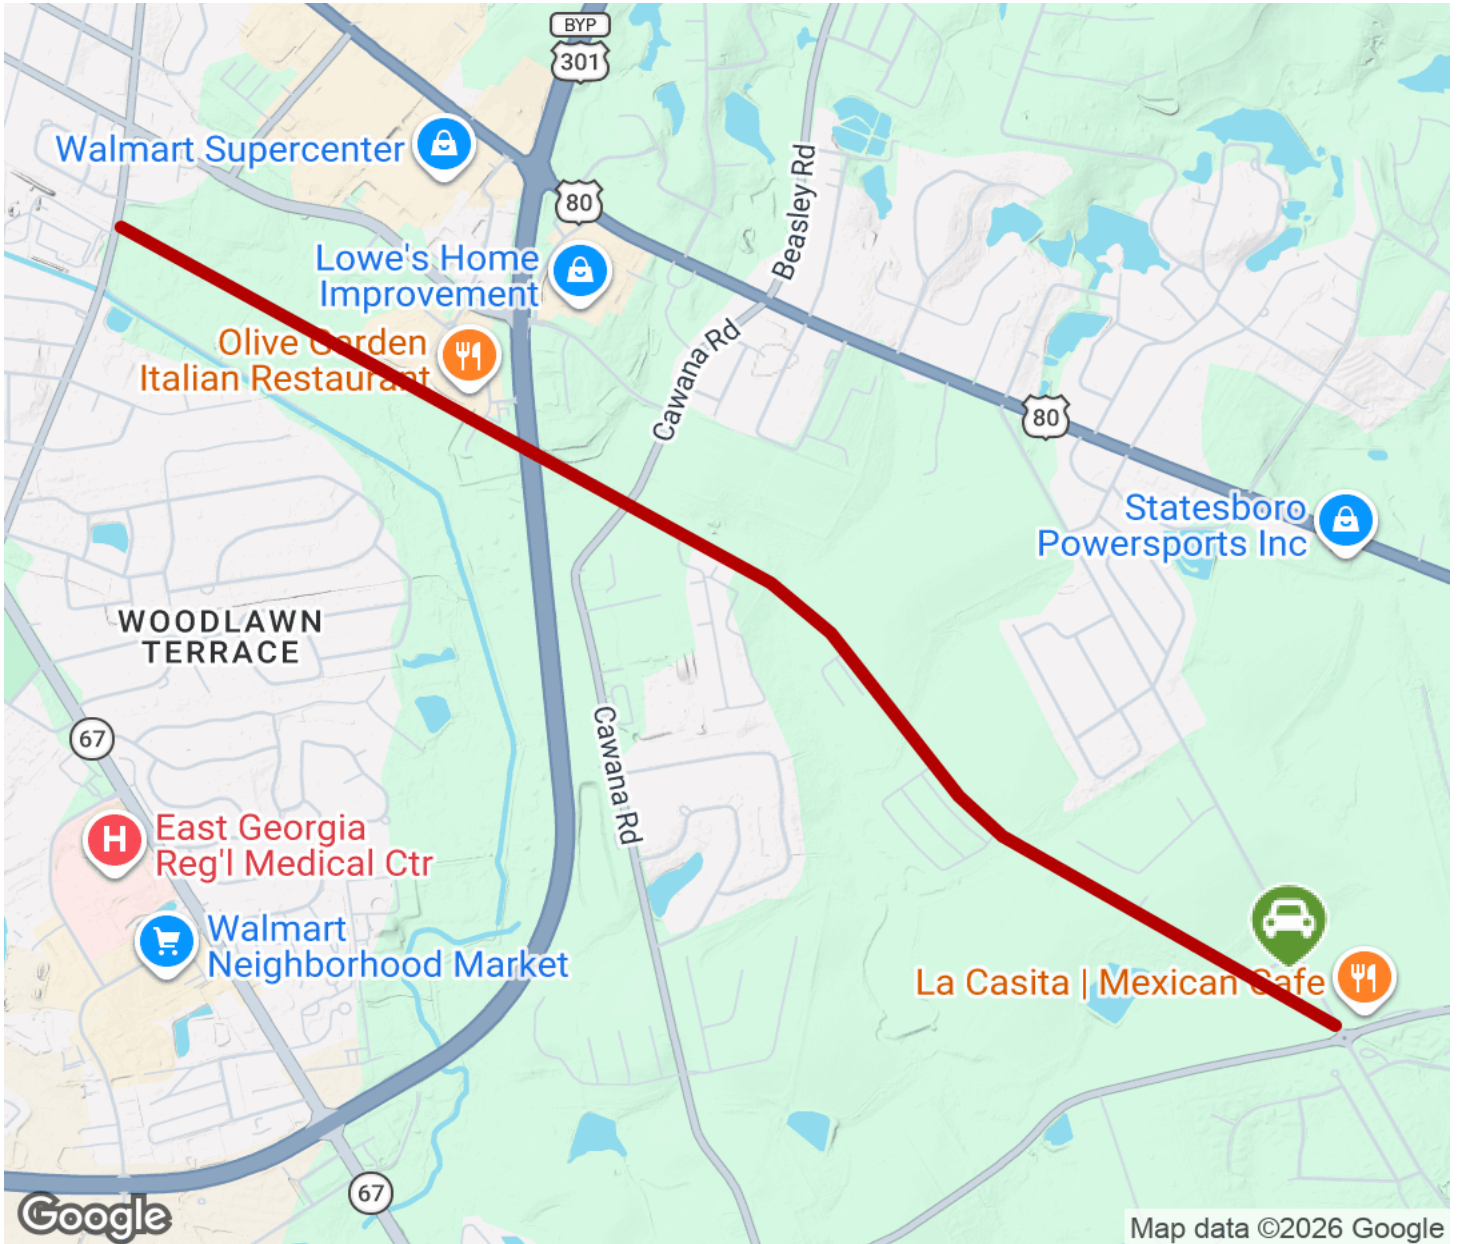 BYP
301
Walmart Supercenter
80
Beasley Rd
Lowe's Home
Improvement
Olive Garden
Italian Restaurant
Cawana Rd
80
Statesboro
Powersports Inc
WOODLAWN
TERRACE
67
Cawana Rd
H
East Georgia
Reg'l Medical Ctr
Walmart
Neighborhood Market
La Casita | Mexican Cafe
67
Google
Map data ©2026 Google